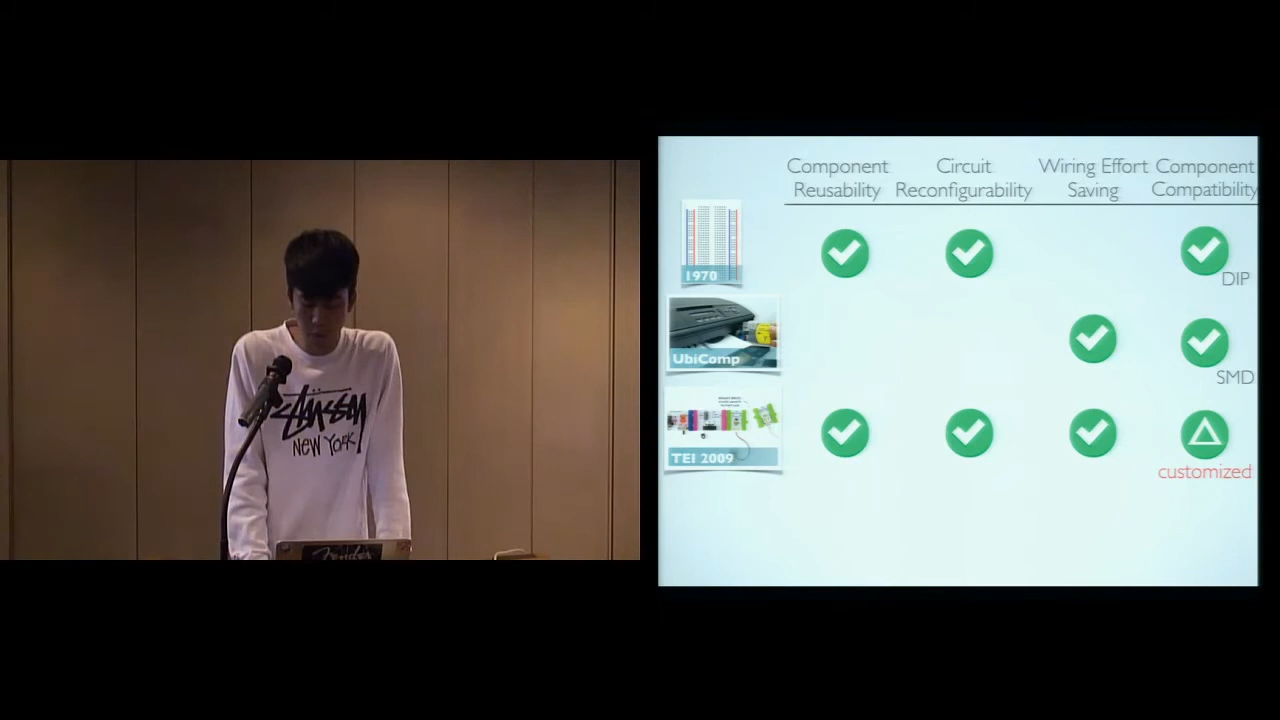 Component Circuit Wiring Effort Component
Reusability Reconfigurability Saving Compatibility
1970
DIP
UbiComp
SMD
TEI 2009
customized
STÜSSY
NEW YORK
Fender